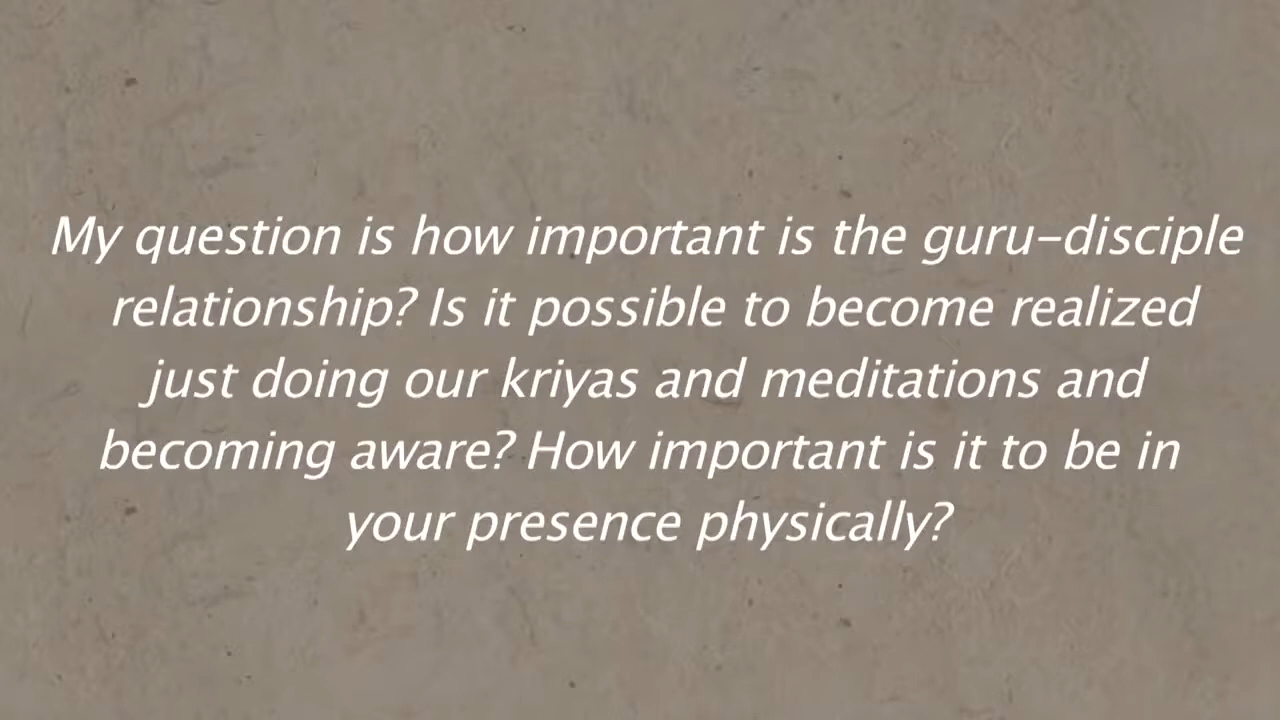 My question is how important is the guru–disciple
relationship? Is it possible to become realized
just doing our kriyas and meditations and
becoming aware? How important is it to be in
your presence physically?